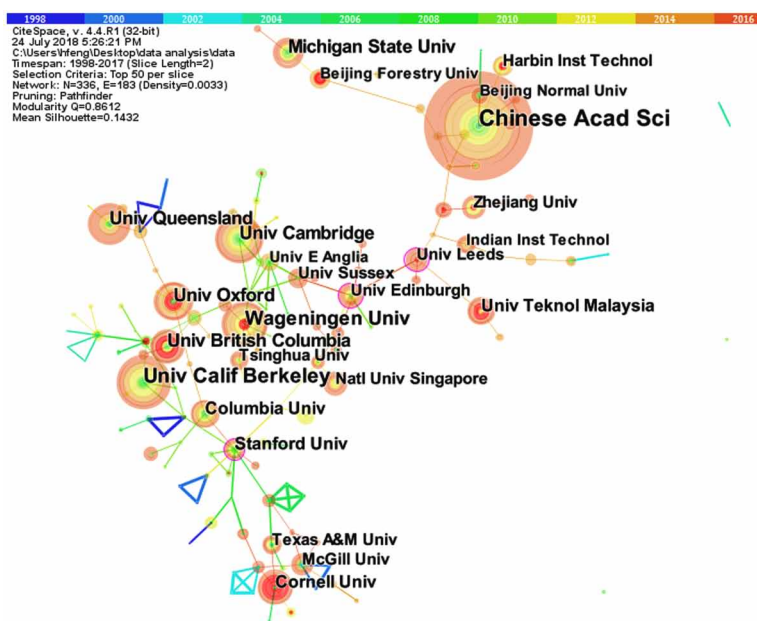 1998 2000 2002 2004 2006 2008 2010 2012 2014 2016
CiteSpace, v. 4.4.R1 (32-bit)
24 July 2018 5:26:21 PM
C:\Users\hfeng\Desktop\data analysis\data
Timespan: 1998-2017 (Slice Length=2)
Selection Criteria: Top 50 per slice
Network: N=336, E=183 (Density=0.0033)
Pruning: Pathfinder
Modularity Q=0.8612
Mean Silhouette=0.1432
Michigan State Univ
Harbin Inst Technol
Beijing Forestry Univ
Beijing Normal Univ
Chinese Acad Sci
Zhejiang Univ
Univ Queensland
Univ Cambridge
Indian Inst Technol
Univ E Anglia
Univ Leeds
Univ Sussex
Univ Edinburgh
Univ Oxford
Univ Teknol Malaysia
Wageningen Univ
Univ British Columbia
Tsinghua Univ
Univ Calif Berkeley
Natl Univ Singapore
Columbia Univ
Stanford Univ
Texas A&M Univ
McGill Univ
Cornell Univ